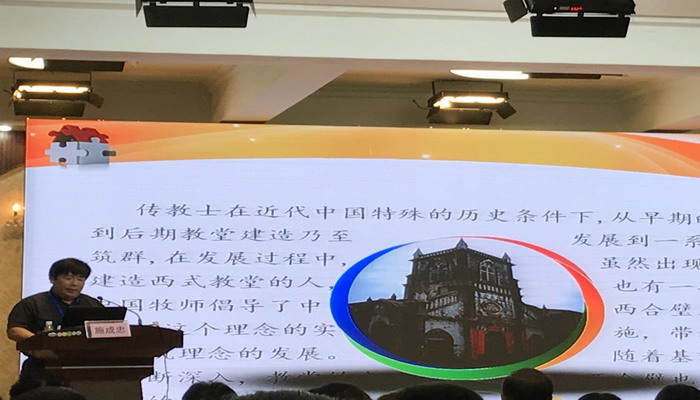 传教士在近代中国特殊的历史条件下,从早期
到后期教堂建造乃至 发展到一系
筑群,在发展过程中, 虽然出现
建造西式教堂的人, 也有一
国牧师倡导了中 西合璧
这个理念的实 施,带
理念的发展。 随着基
断深入,教堂
施成忠